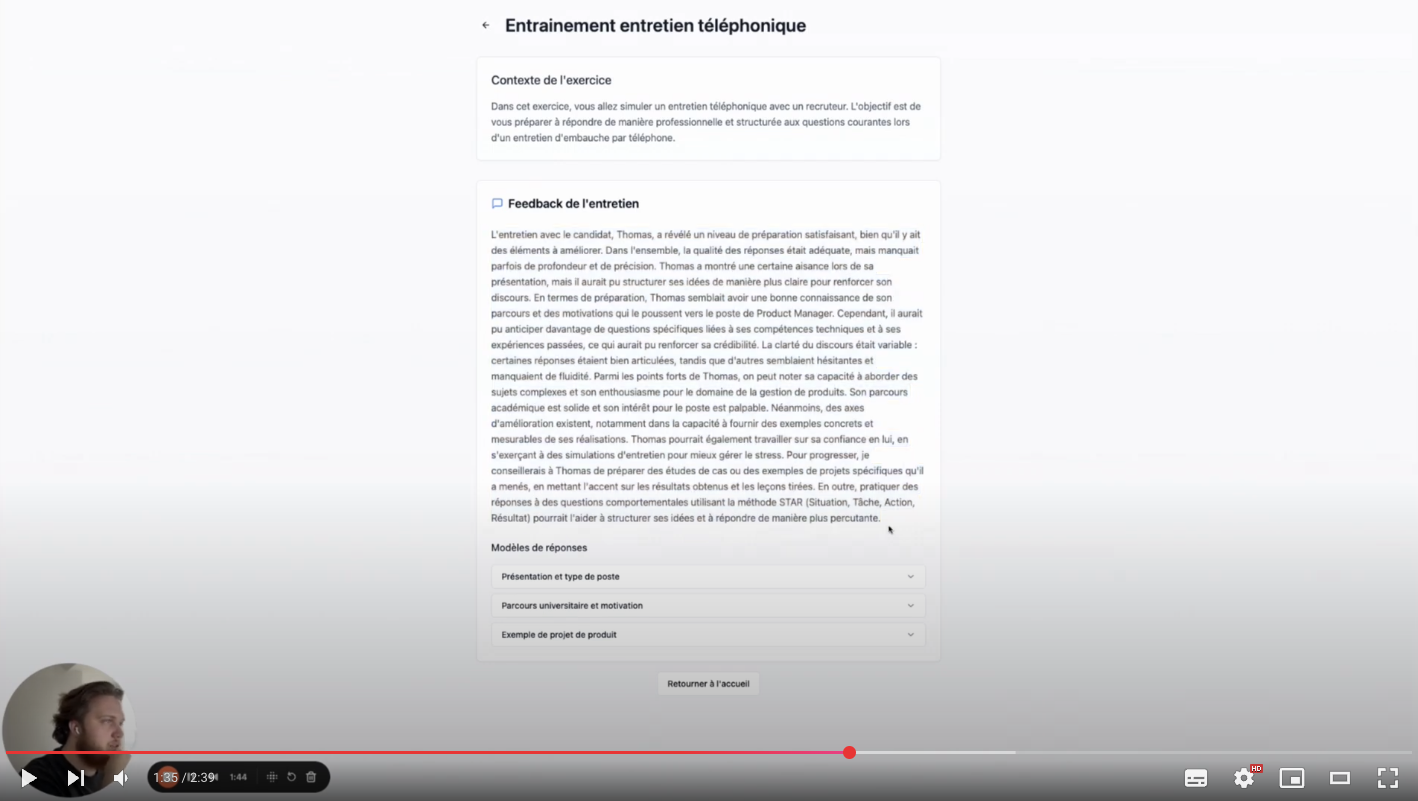 Entrainement entretien téléphonique
Contexte de l'exercice
Dans cet exercice, vous allez simuler un entretien téléphonique avec un recruteur. L'objectif est de
vous préparer à répondre de manière professionnelle et structurée aux questions courantes lors
d'un entretien d'embauche par téléphone.
Feedback de l'entretien
L'entretien avec le candidat, Thomas, a révélé un niveau de préparation satisfaisant, bien qu'il y ait
des éléments à améliorer. Dans l'ensemble, la qualité des réponses était adéquate, mais manquait
parfois de profondeur et de précision. Thomas a montré une certaine aisance lors de sa
présentation, mais il aurait pu structurer ses idées de manière plus claire pour renforcer son
discours. En termes de préparation, Thomas semblait avoir une bonne connaissance de son
parcours et des motivations qui le poussent vers le poste de Product Manager. Cependant, il aurait
pu anticiper davantage de questions spécifiques liées à ses compétences techniques et à ses
expériences passées, ce qui aurait pu renforcer sa crédibilité. La clarté du discours était variable :
certaines réponses étaient bien articulées, tandis que d'autres semblaient hésitantes et
manquaient de fluidité. Parmi les points forts de Thomas, on peut noter sa capacité à aborder des
sujets complexes et son enthousiasme pour le domaine de la gestion de produits. Son parcours
académique est solide et son intérêt pour le poste est palpable. Néanmoins, des axes
d'amélioration existent, notamment dans la capacité à fournir des exemples concrets et
mesurables de ses réalisations. Thomas pourrait également travailler sur sa confiance en lui, en
s'exerçant à des simulations d'entretien pour mieux gérer le stress. Pour progresser, je
conseillerais à Thomas de préparer des études de cas ou des exemples de projets spécifiques qu'il
a menés, en mettant l'accent sur les résultats obtenus et les leçons tirées. En outre, pratiquer des
réponses à des questions comportementales utilisant la méthode STAR (Situation, Tâche, Action,
Résultat) pourrait l'aider à structurer ses idées et à répondre de manière plus percutante.
Modèles de réponses
Présentation et type de poste
Parcours universitaire et motivation
Exemple de projet de produit
Retourner à l'accueil
1:35 / 2:39
1:44
HD